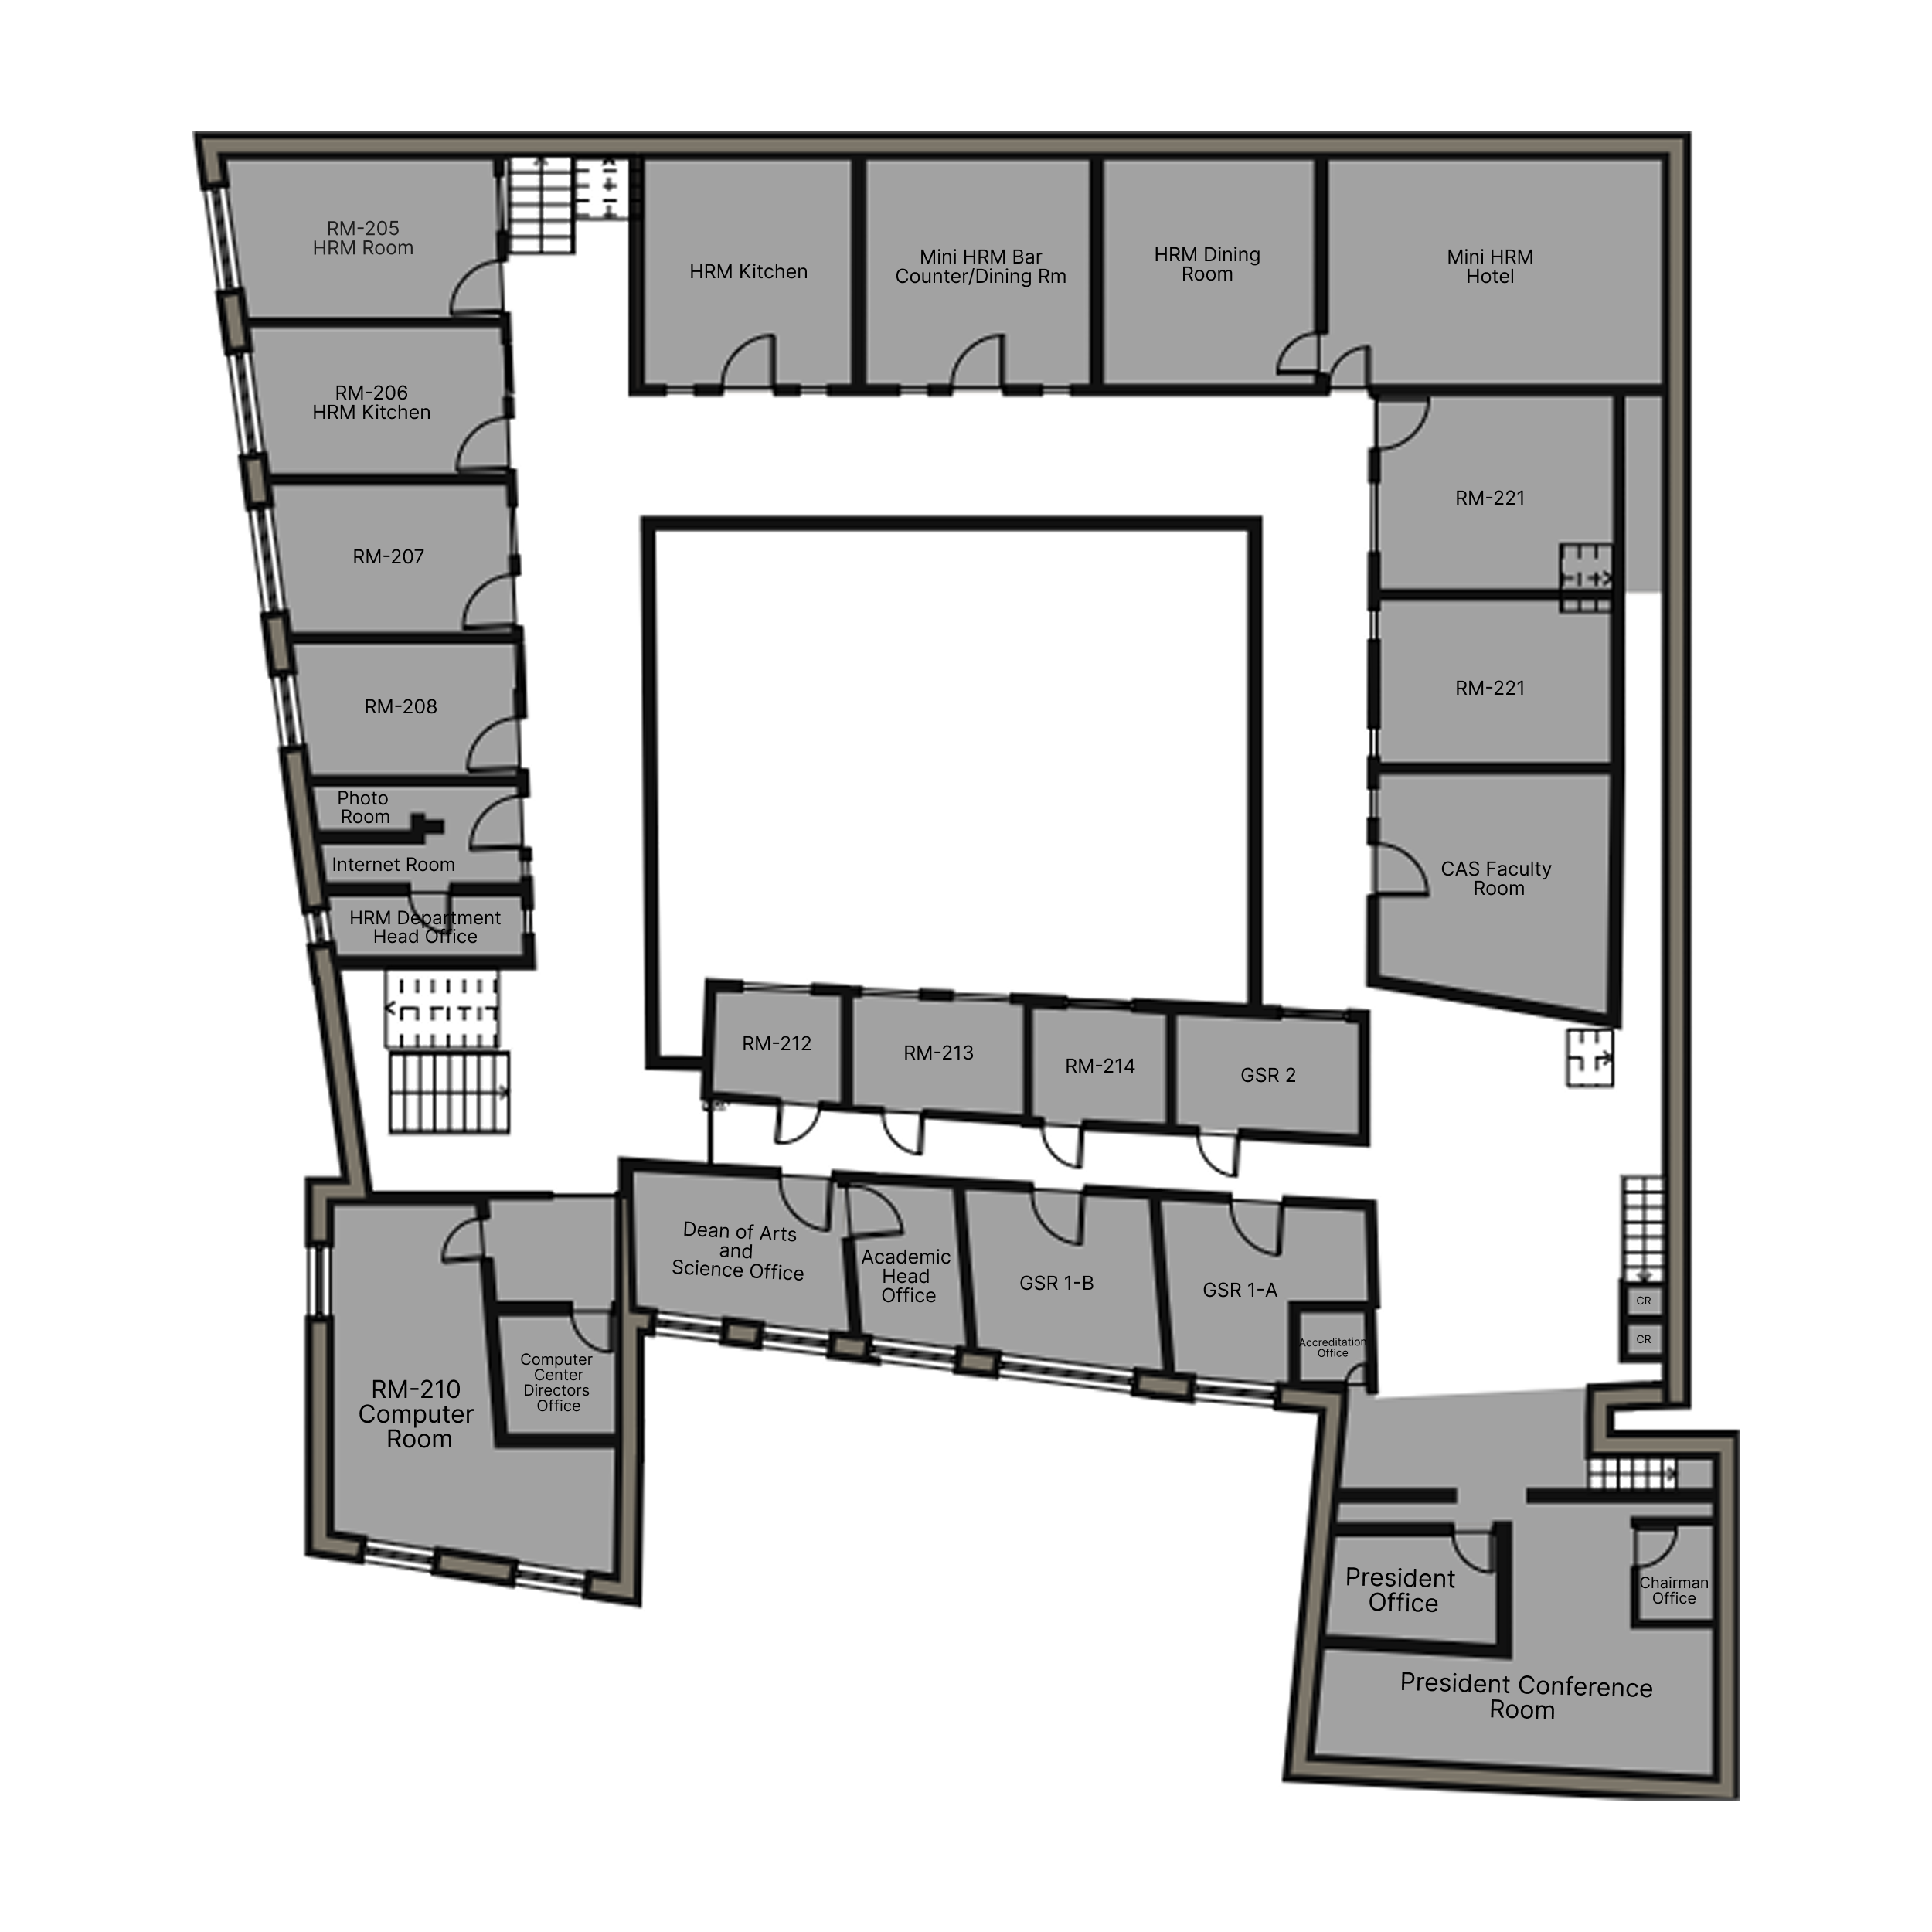 RM-205
HRM Room
HRM Kitchen
Mini HRM Bar
Counter/Dining Rm
HRM Dining
Room
Mini HRM
Hotel
RM-206
HRM Kitchen
RM-207
RM-221
RM-208
RM-221
Photo
Room
Internet Room
HRM Department
Head Office
CAS Faculty
Room
RM-212
RM-213
RM-214
GSR 2
Dean of Arts
and
Science Office
Academic
Head
Office
GSR 1-B
GSR 1-A
Accreditation
Office
CR
CR
RM-210
Computer
Room
Computer
Center
Directors
Office
President
Office
Chairman
Office
President Conference
Room